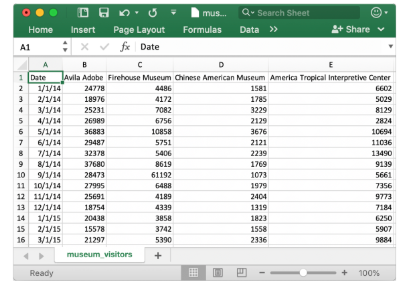 mus... Search Sheet
Home Insert Page Layout Formulas Data >> Share
A1 fx Date
A B C D E
1 Date Avila Adobe Firehouse Museum Chinese American Museum America Tropical Interpretive Center
2 1/1/14 24778 4486 1581 6602
3 2/1/14 18976 4172 1785 5029
4 3/1/14 25231 7082 3229 8129
5 4/1/14 26989 6756 2129 2824
6 5/1/14 36883 10858 3676 10694
7 6/1/14 29487 5751 2121 11036
8 7/1/14 32378 5406 2239 13490
9 8/1/14 37680 8619 1769 9139
10 9/1/14 28473 61192 1073 5661
11 10/1/14 27995 6488 1979 7356
12 11/1/14 25691 4189 2404 9773
13 12/1/14 18754 4339 1319 7184
14 1/1/15 20438 3858 1823 6250
15 2/1/15 15578 3742 1558 5907
16 3/1/15 21297 5390 2336 9884
museum_visitors +
Ready - + 100%